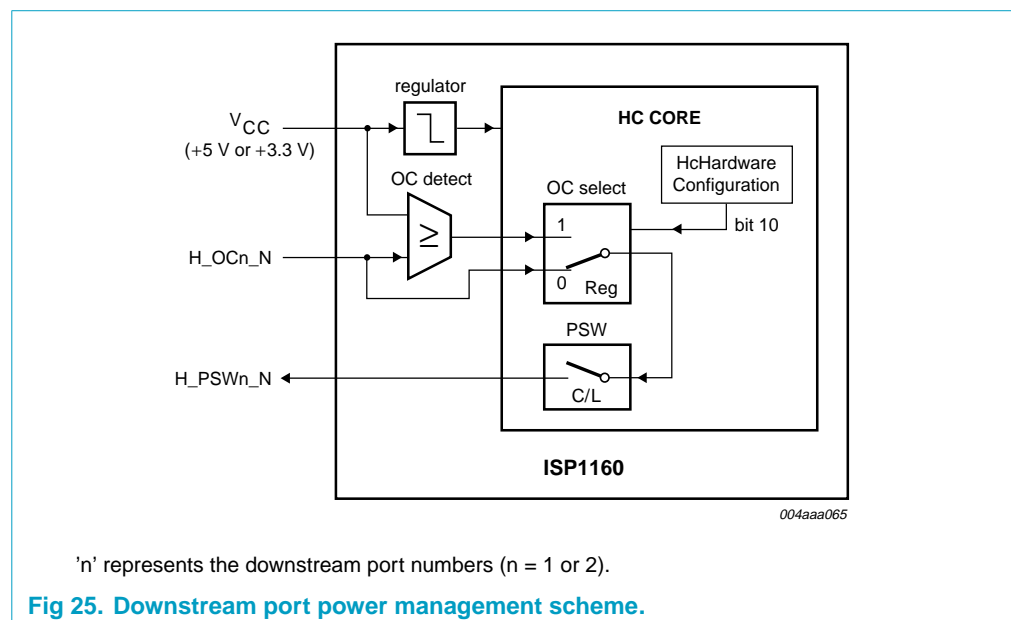 regulator
HC CORE
VCC
(+5 V or +3.3 V)
HcHardware
Configuration
OC detect
OC select
1
bit 10
≥
H_OCn_N
0
Reg
PSW
H_PSWn_N
C/L
ISP1160
004aaa065
'n' represents the downstream port numbers (n = 1 or 2).
Fig 25. Downstream port power management scheme.